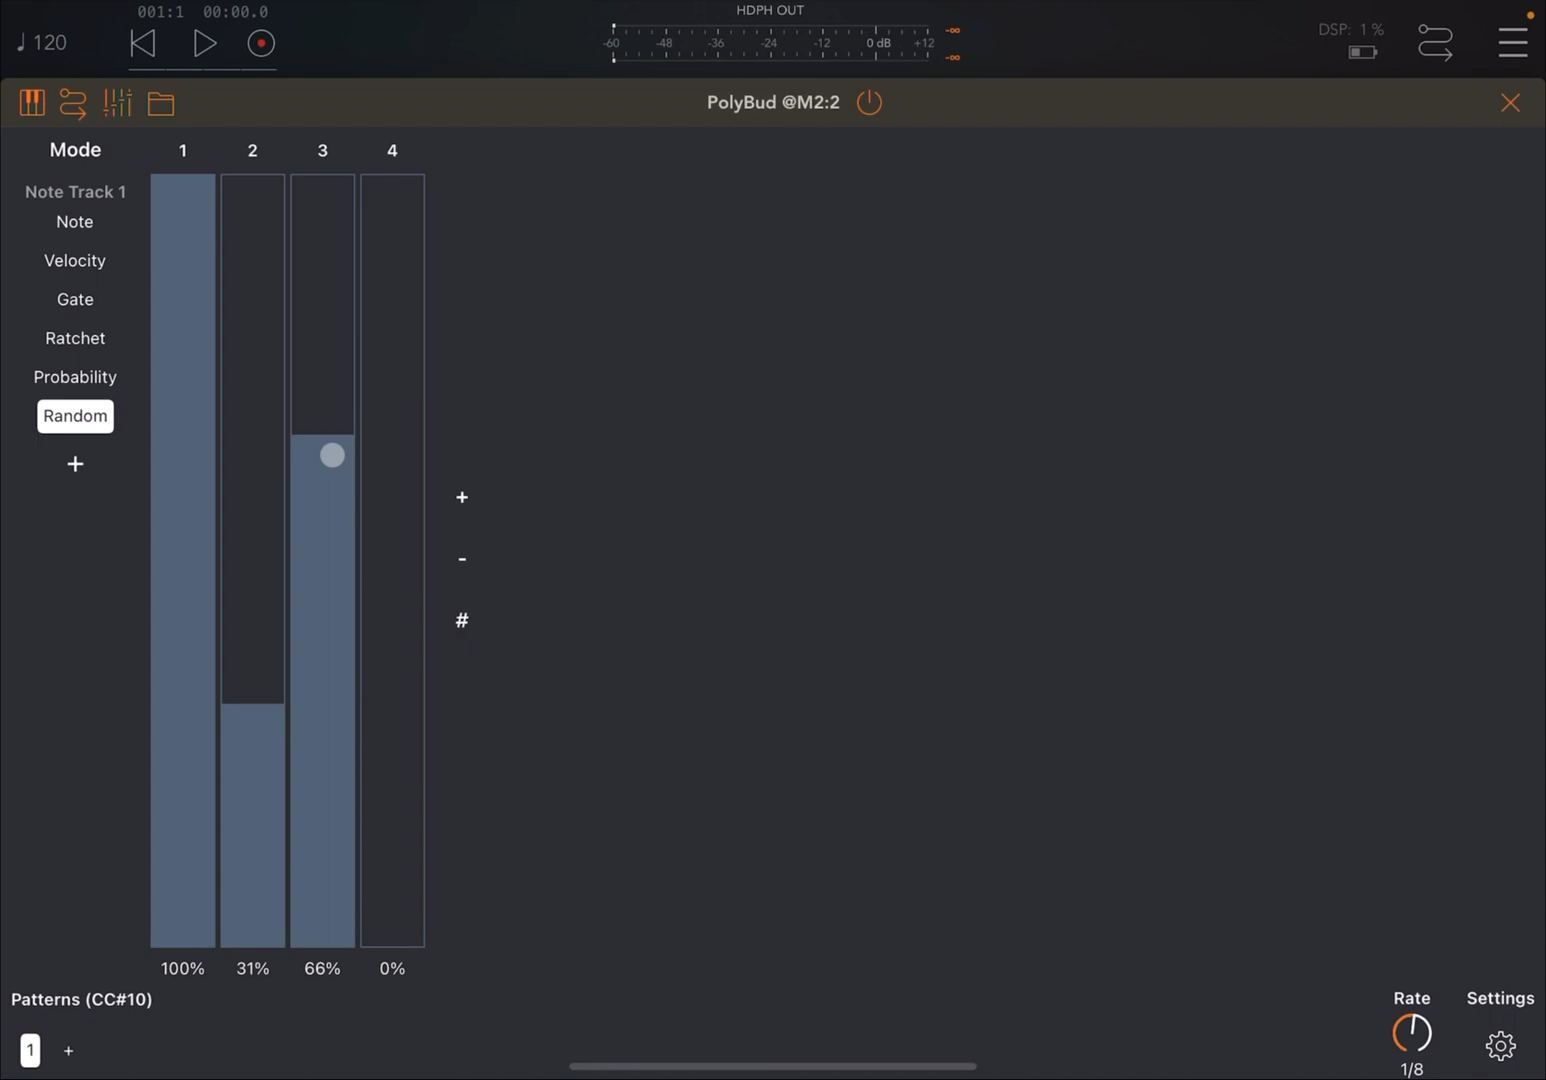 001:1 00:00.0
HDPH OUT
120
-60 -48 -36 -24 -12 0 dB +12
-∞
-∞
DSP: 1 %
PolyBud @M2:2
Mode 1 2 3 4
Note Track 1
Note
Velocity
Gate
Ratchet
Probability
Random
+
+
-
#
100% 31% 66% 0%
Patterns (CC#10)
1 +
Rate Settings
1/8